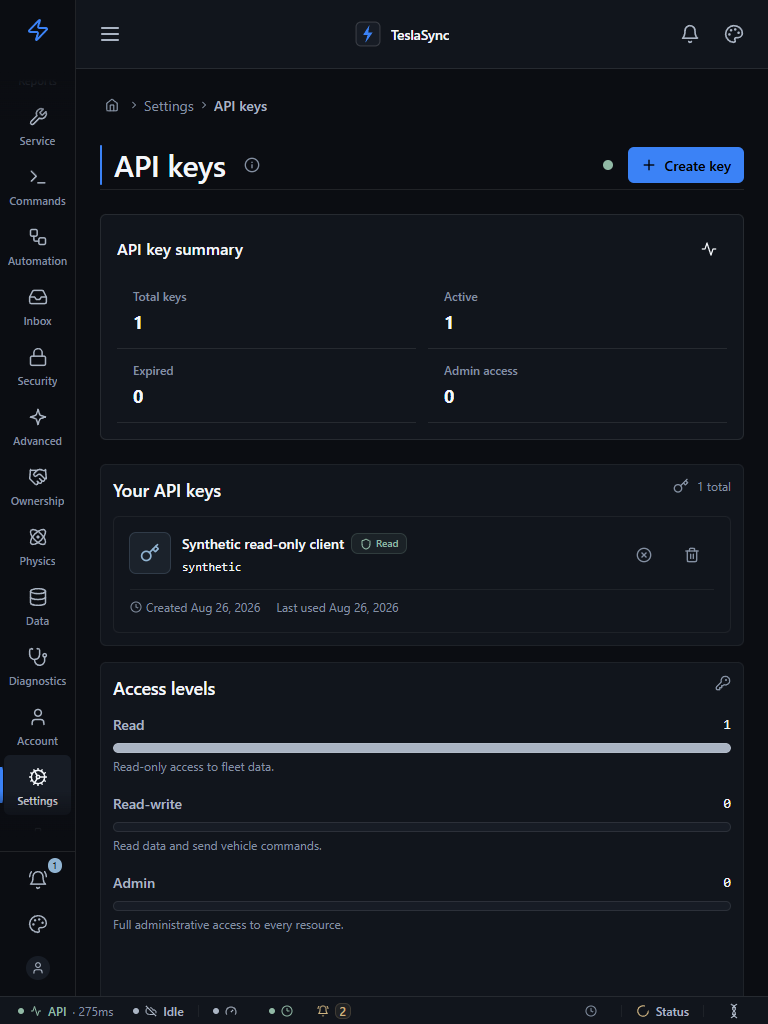 TeslaSync
Service
Commands
Automation
Inbox
Security
Advanced
Ownership
Physics
Data
Diagnostics
Account
Settings
1
Settings
API keys
API keys
Create key
API key summary
Total keys
1
Active
1
Expired
0
Admin access
0
Your API keys
1 total
Synthetic read-only client
Read
synthetic
Created Aug 26, 2026
Last used Aug 26, 2026
Access levels
Read
1
Read-only access to fleet data.
Read-write
0
Read data and send vehicle commands.
Admin
0
Full administrative access to every resource.
API · 275ms
Idle
2
Status